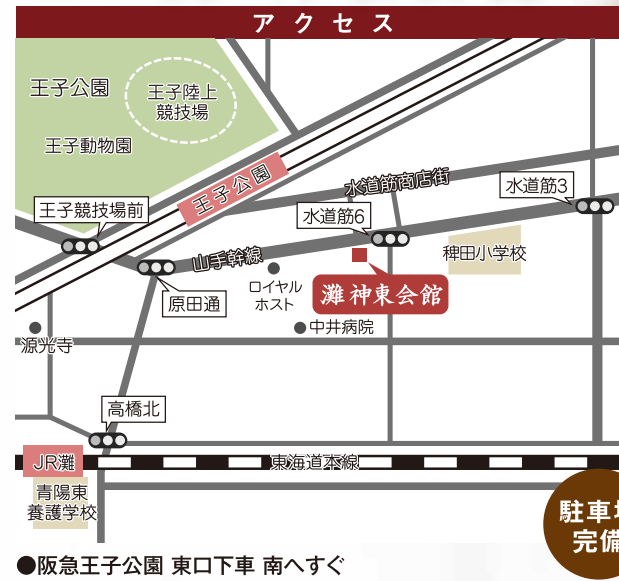 アクセス
王子公園
王子陸上
競技場
王子動物園
王子公園
水道筋商店街
王子競技場前
水道筋6
水道筋3
山手幹線
稗田小学校
原田通
ロイヤル
ホスト
灘神東会館
中井病院
源光寺
高橋北
JR灘
東海道本線
青陽東
養護学校
駐車場
完備
●阪急王子公園 東口下車 南へすぐ